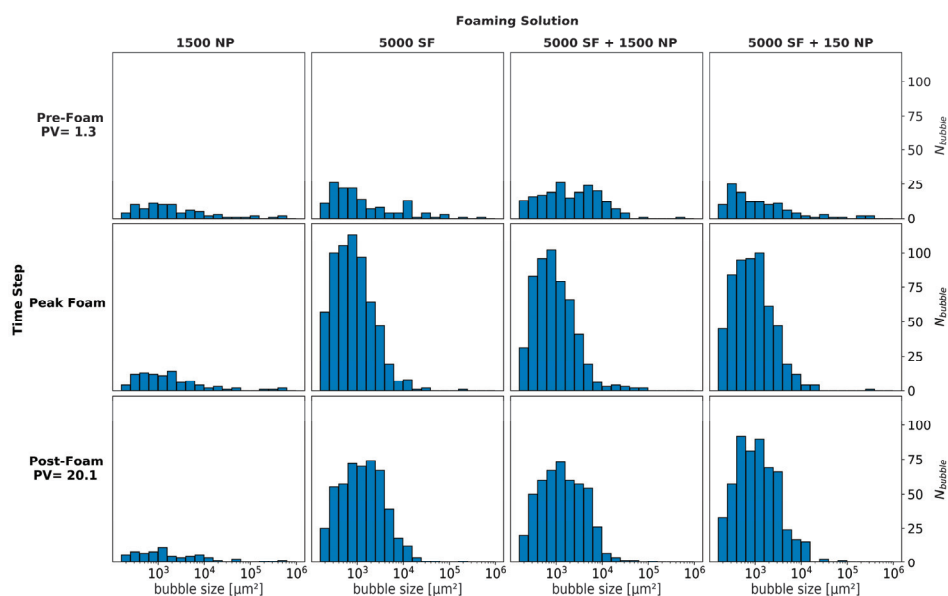 Foaming Solution
1500 NP
5000 SF
5000 SF + 1500 NP
5000 SF + 150 NP
Time Step
Pre-Foam
PV= 1.3
100
75
50
25
0
N_bubble
Peak Foam
100
75
50
25
0
N_bubble
Post-Foam
PV= 20.1
100
75
50
25
0
N_bubble
10³ 10⁴ 10⁵ 10⁶
bubble size [µm²]
10³ 10⁴ 10⁵ 10⁶
bubble size [µm²]
10³ 10⁴ 10⁵ 10⁶
bubble size [µm²]
10³ 10⁴ 10⁵ 10⁶
bubble size [µm²]